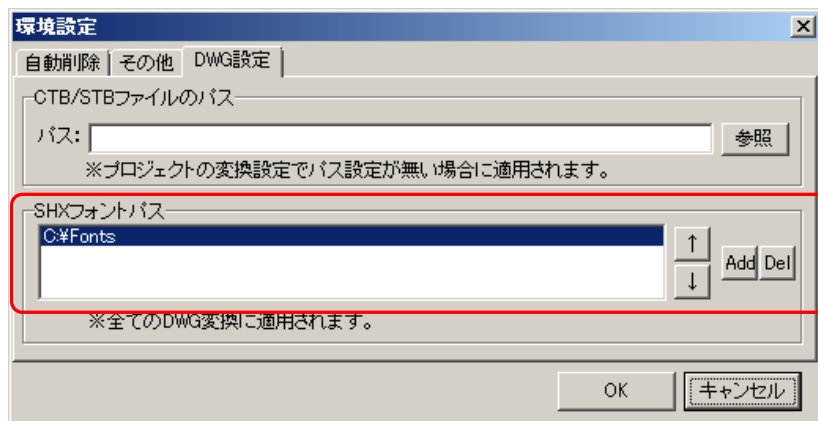 環境設定
自動削除 その他 DWG設定
CTB/STBファイルのパス
パス: 参照
※プロジェクトの変換設定でパス設定が無い場合に適用されます。
SHXフォントパス
C:¥Fonts
↑
Add Del
↓
※全てのDWG変換に適用されます。
OK キャンセル